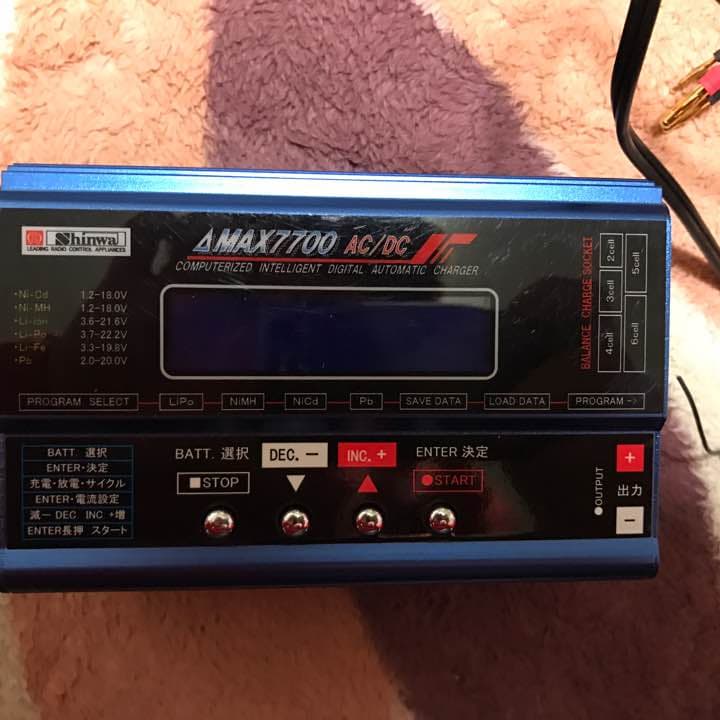 Shinwa
LEADING RADIO CONTROL APPLIANCES
ΔMAX7700 AC/DC
COMPUTERIZED INTELLIGENT DIGITAL AUTOMATIC CHARGER
•Ni-Cd 1.2-18.0V
•Ni-MH 1.2-18.0V
•Li-ion 3.6-21.6V
•Li-Po 3.7-22.2V
•Li-Fe 3.3-19.8V
•Pb 2.0-20.0V
BALANCE CHARGE SOCKET
2cell
3cell
4cell
5cell
6cell
PROGRAM SELECT LiPo NiMH NiCd Pb SAVE DATA LOAD DATA PROGRAM→
BATT. 選択
ENTER・決定
充電・放電・サイクル
ENTER・電流設定
減ー DEC INC +増
ENTER長押 スタート
BATT. 選択 DEC. − INC. + ENTER 決定
■STOP ▼ ▲ ●START
●OUTPUT
+
出力
−